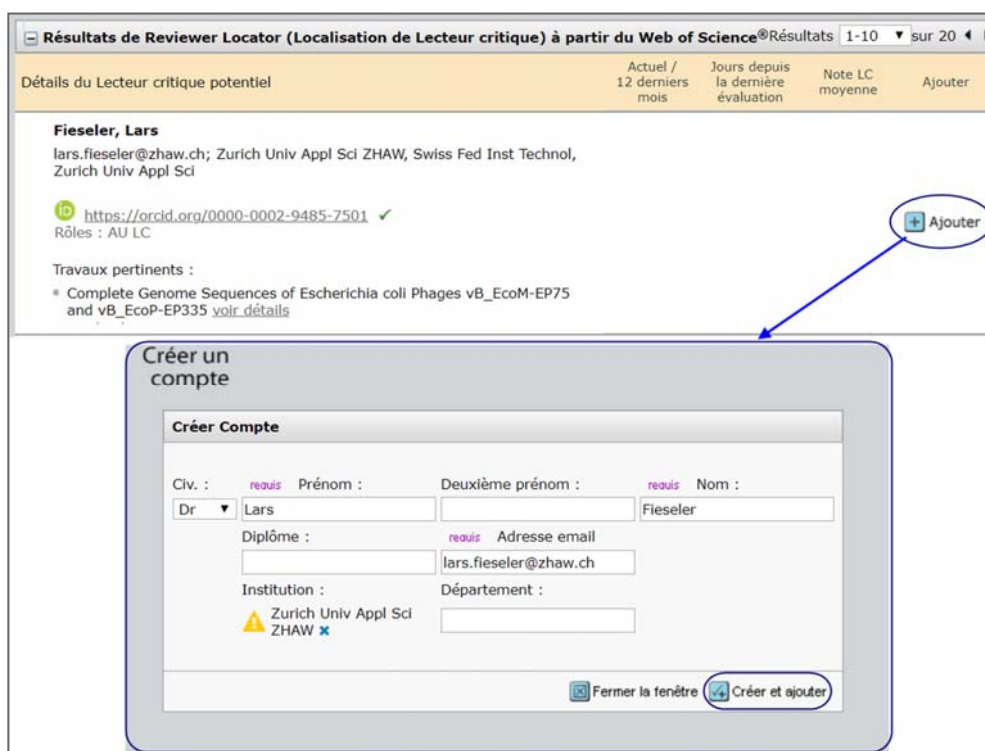 Résultats de Reviewer Locator (Localisation de Lecteur critique) à partir du Web of Science® Résultats 1-10 sur 20
Détails du Lecteur critique potentiel
Actuel /
12 derniers
mois
Jours depuis
la dernière
évaluation
Note LC
moyenne
Ajouter
Fieseler, Lars
lars.fieseler@zhaw.ch; Zurich Univ Appl Sci ZHAW, Swiss Fed Inst Technol,
Zurich Univ Appl Sci
iD https://orcid.org/0000-0002-9485-7501 ✓
Rôles : AU LC
Ajouter
Travaux pertinents :
Complete Genome Sequences of Escherichia coli Phages vB_EcoM-EP75
and vB_EcoP-EP335 voir détails
Créer un
compte
Créer Compte
Civ. : requis Prénom : Deuxième prénom : requis Nom :
Dr Lars Fieseler
Diplôme : requis Adresse email
lars.fieseler@zhaw.ch
Institution : Département :
Zurich Univ Appl Sci
ZHAW
Fermer la fenêtre Créer et ajouter